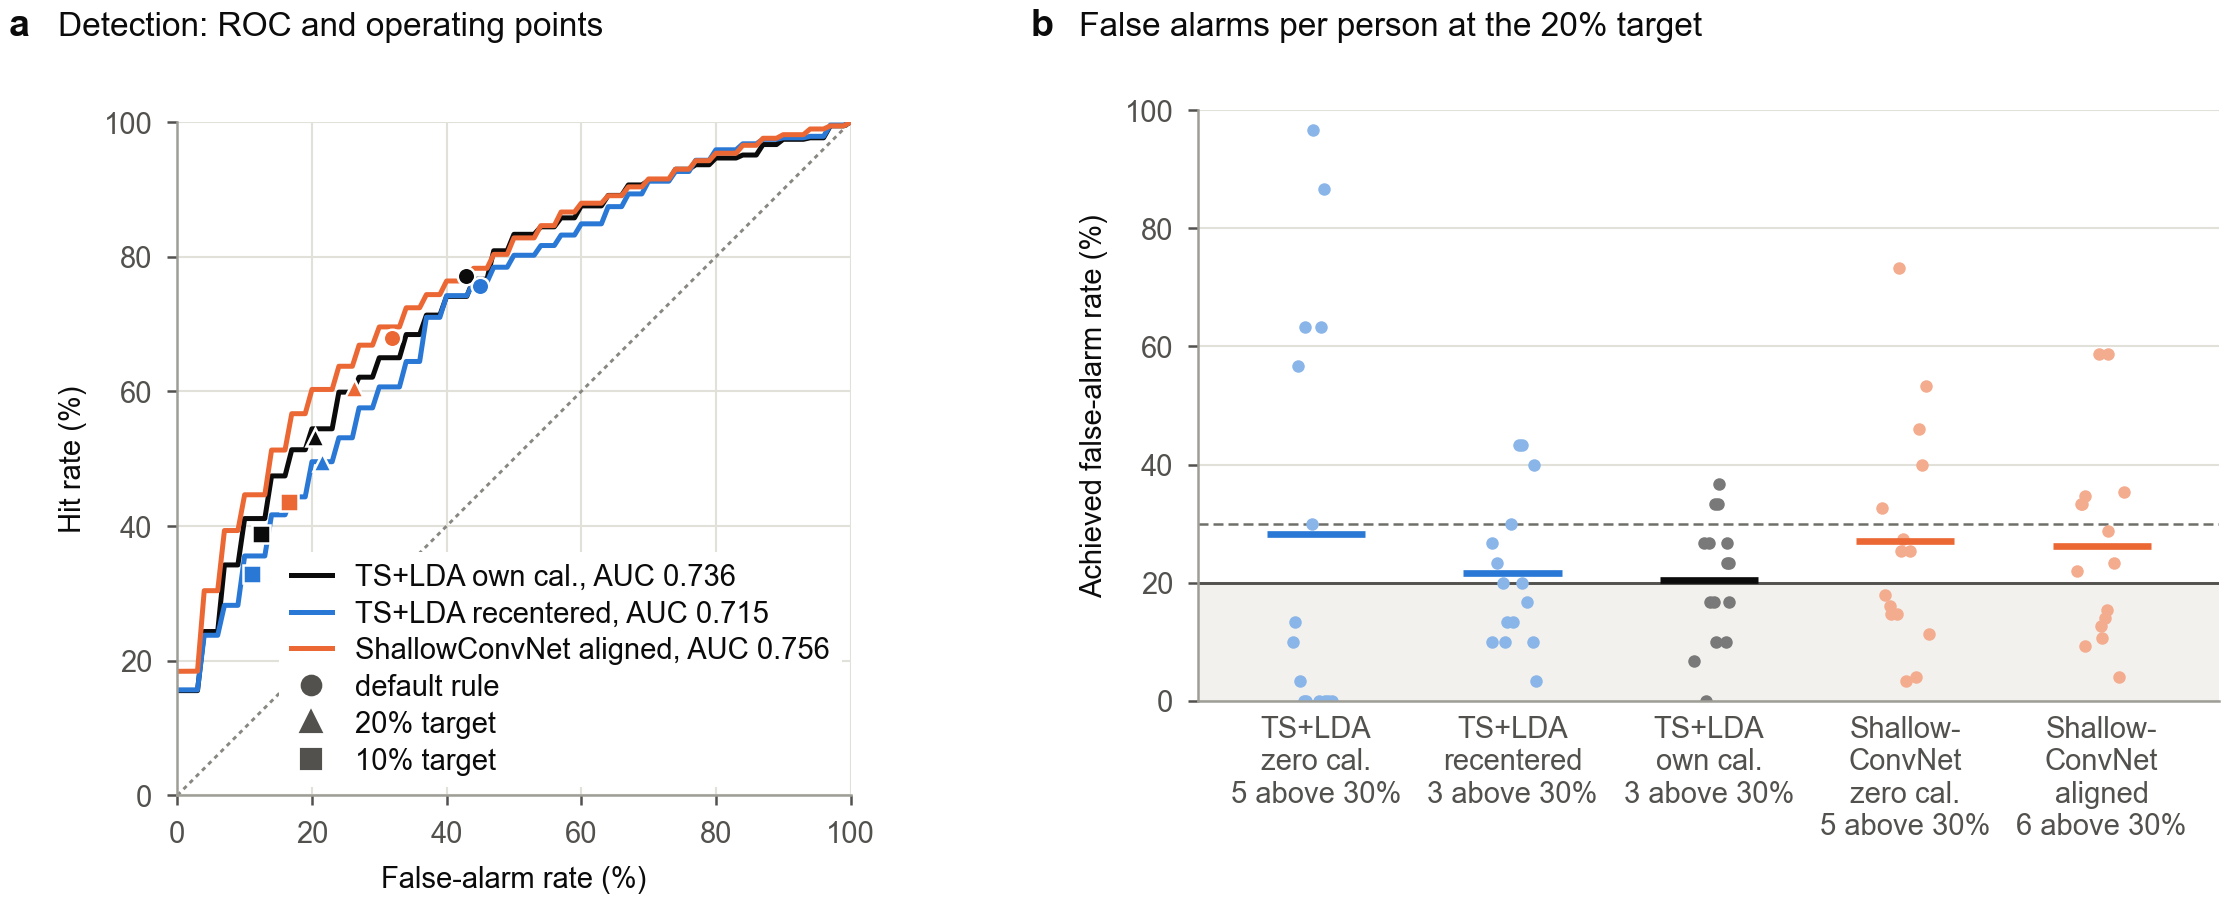 a Detection: ROC and operating points
Hit rate (%)
100
80
60
40
20
0
TS+LDA own cal., AUC 0.736
TS+LDA recentered, AUC 0.715
ShallowConvNet aligned, AUC 0.756
default rule
20% target
10% target
0 20 40 60 80 100
False-alarm rate (%)
b False alarms per person at the 20% target
Achieved false-alarm rate (%)
100
80
60
40
20
0
TS+LDA
zero cal.
5 above 30%
TS+LDA
recentered
3 above 30%
TS+LDA
own cal.
3 above 30%
Shallow-
ConvNet
zero cal.
5 above 30%
Shallow-
ConvNet
aligned
6 above 30%